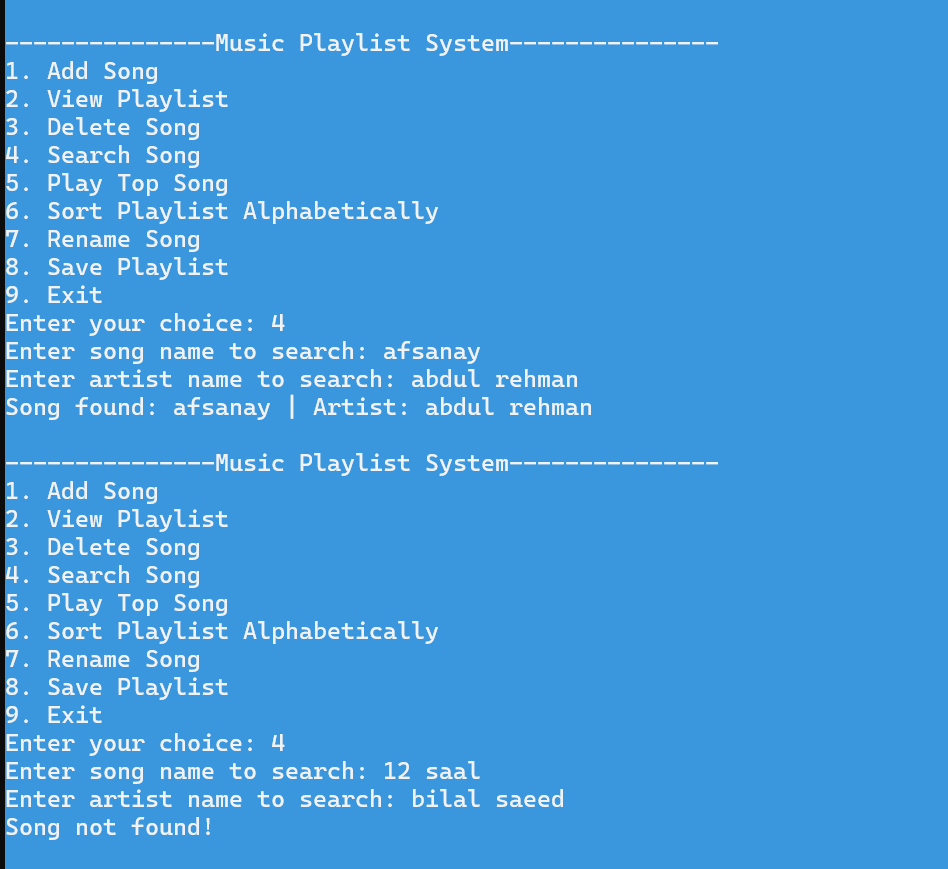 ---------------Music Playlist System---------------
1. Add Song
2. View Playlist
3. Delete Song
4. Search Song
5. Play Top Song
6. Sort Playlist Alphabetically
7. Rename Song
8. Save Playlist
9. Exit
Enter your choice: 4
Enter song name to search: afsanay
Enter artist name to search: abdul rehman
Song found: afsanay | Artist: abdul rehman
---------------Music Playlist System---------------
1. Add Song
2. View Playlist
3. Delete Song
4. Search Song
5. Play Top Song
6. Sort Playlist Alphabetically
7. Rename Song
8. Save Playlist
9. Exit
Enter your choice: 4
Enter song name to search: 12 saal
Enter artist name to search: bilal saeed
Song not found!